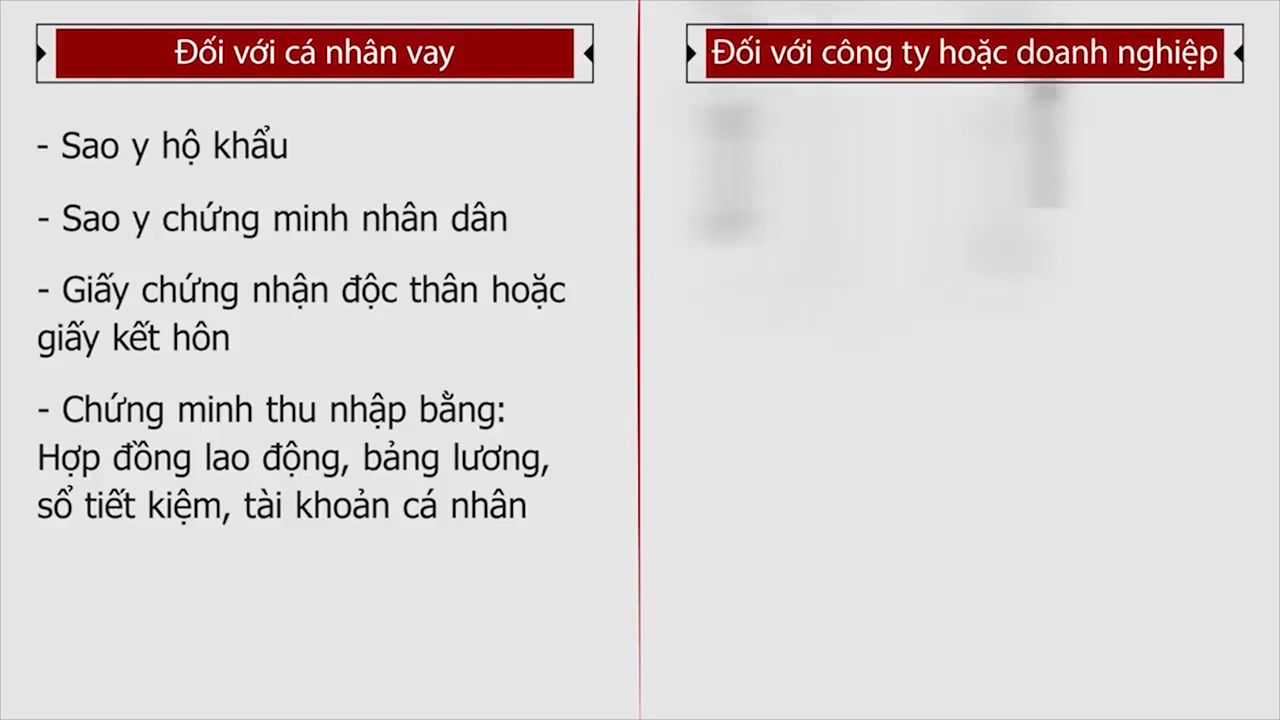 Đối với cá nhân vay
- Sao y hộ khẩu
- Sao y chứng minh nhân dân
- Giấy chứng nhận độc thân hoặc
giấy kết hôn
- Chứng minh thu nhập bằng:
Hợp đồng lao động, bảng lương,
sổ tiết kiệm, tài khoản cá nhân
Đối với công ty hoặc doanh nghiệp